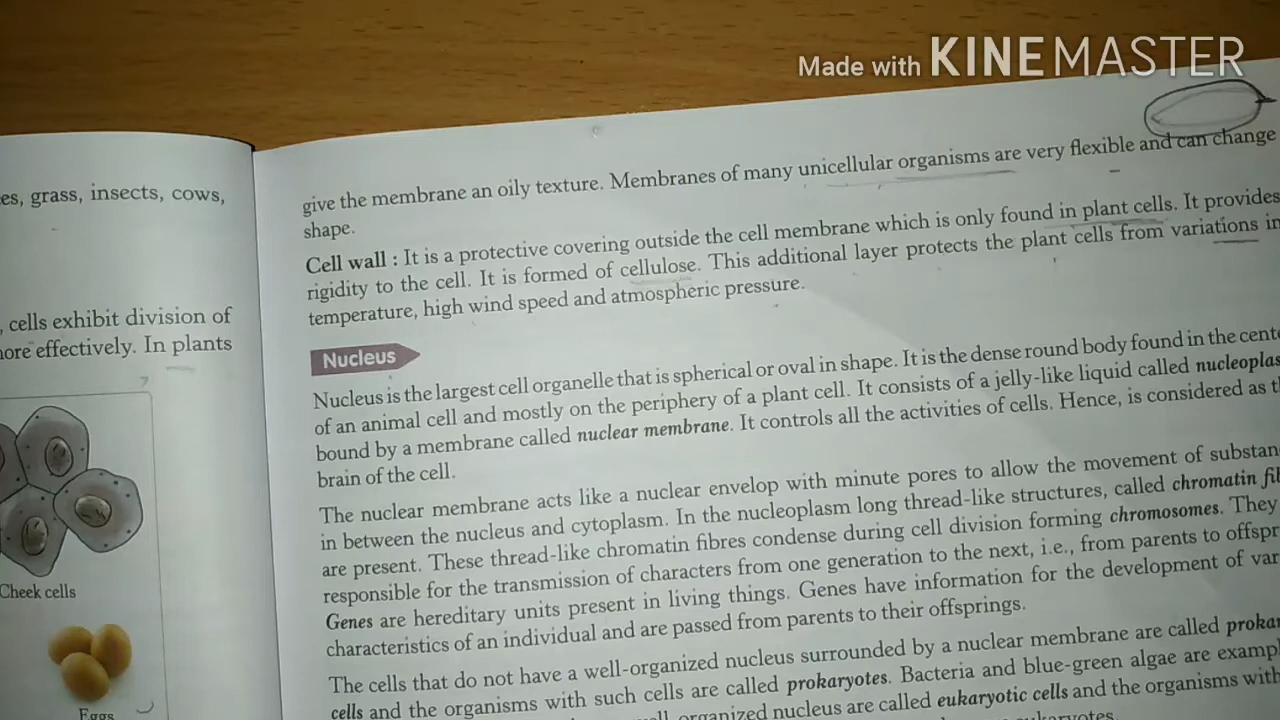 Made with KINEMASTER
es, grass, insects, cows,
, cells exhibit division of
ore effectively. In plants
Cheek cells
Eggs
give the membrane an oily texture. Membranes of many unicellular organisms are very flexible and can change
shape.
Cell wall : It is a protective covering outside the cell membrane which is only found in plant cells. It provides
rigidity to the cell. It is formed of cellulose. This additional layer protects the plant cells from variations in
temperature, high wind speed and atmospheric pressure.
Nucleus
Nucleus is the largest cell organelle that is spherical or oval in shape. It is the dense round body found in the cent
of an animal cell and mostly on the periphery of a plant cell. It consists of a jelly-like liquid called nucleoplas
bound by a membrane called nuclear membrane. It controls all the activities of cells. Hence, is considered as t
brain of the cell.
The nuclear membrane acts like a nuclear envelop with minute pores to allow the movement of substan
in between the nucleus and cytoplasm. In the nucleoplasm long thread-like structures, called chromatin fi
are present. These thread-like chromatin fibres condense during cell division forming chromosomes. They
responsible for the transmission of characters from one generation to the next, i.e., from parents to offspr
Genes are hereditary units present in living things. Genes have information for the development of var
characteristics of an individual and are passed from parents to their offsprings.
The cells that do not have a well-organized nucleus surrounded by a nuclear membrane are called prokar
cells and the organisms with such cells are called prokaryotes. Bacteria and blue-green algae are exampl
organized nucleus are called eukaryotic cells and the organisms with